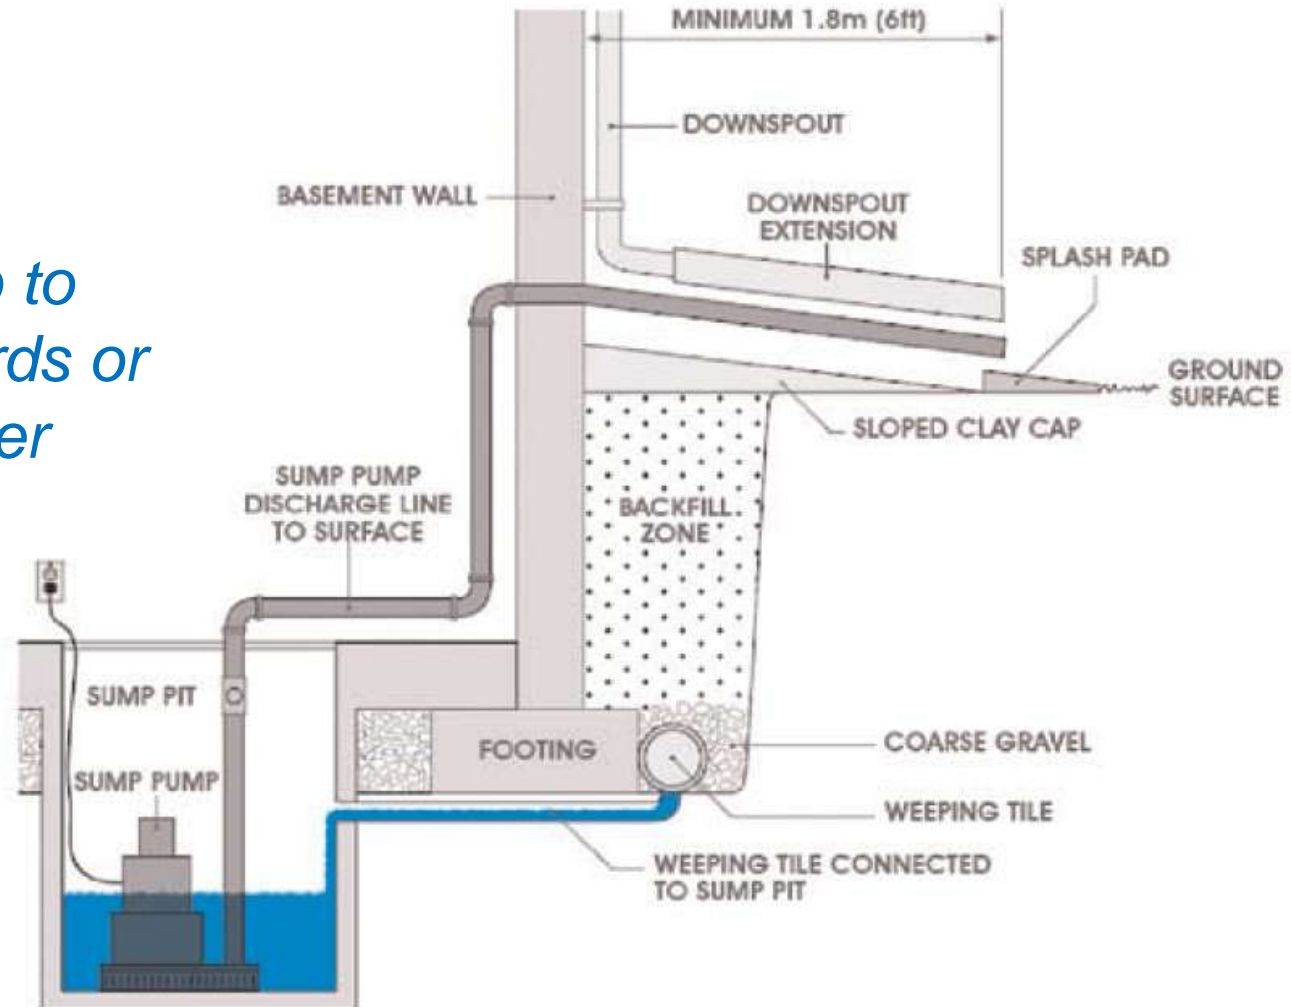 MINIMUM 1.8m (6ft)
DOWNSPOUT
BASEMENT WALL
DOWNSPOUT
EXTENSION
SPLASH PAD
to
or
GROUND
SURFACE
SLOPED CLAY CAP
SUMP PUMP
DISCHARGE LINE
TO SURFACE
BACKFILL
ZONE
SUMP PIT
FOOTING
COARSE GRAVEL
SUMP PUMP
WEEPING TILE
WEEPING TILE CONNECTED
TO SUMP PIT